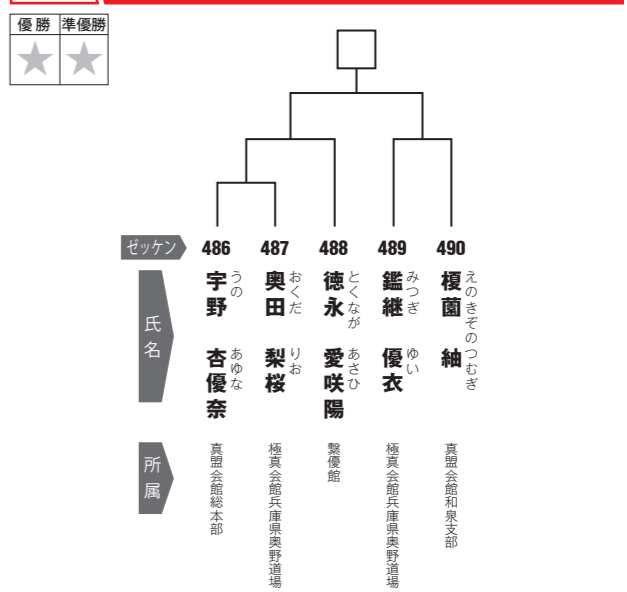 優勝 準優勝
ゼッケン 486 487 488 489 490
氏名
宇野 杏優奈
うの あゆな
奥田 梨桜
おくだ りお
徳永 愛咲陽
とくなが あさひ
鑑継 優衣
みつぎ ゆい
榎薗 紬
えのきぞの つむぎ
所属
真盟会館総本部
極真会館兵庫県奥野道場
繫優館
極真会館兵庫県奥野道場
真盟会館和泉支部